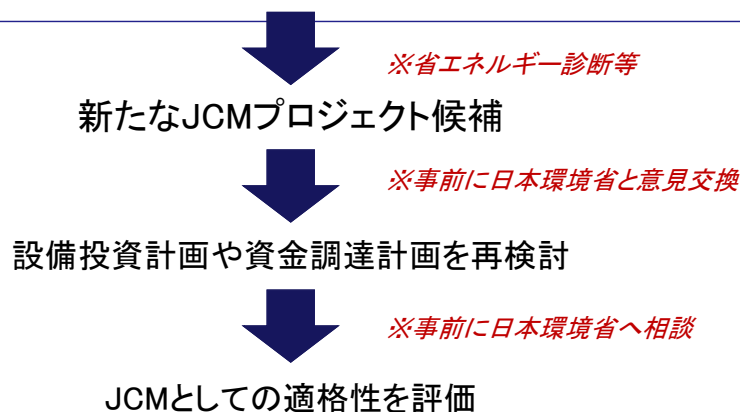 ※省エネルギー診断等
新たなJCMプロジェクト候補
※事前に日本環境省と意見交換
設備投資計画や資金調達計画を再検討
※事前に日本環境省へ相談
JCMとしての適格性を評価